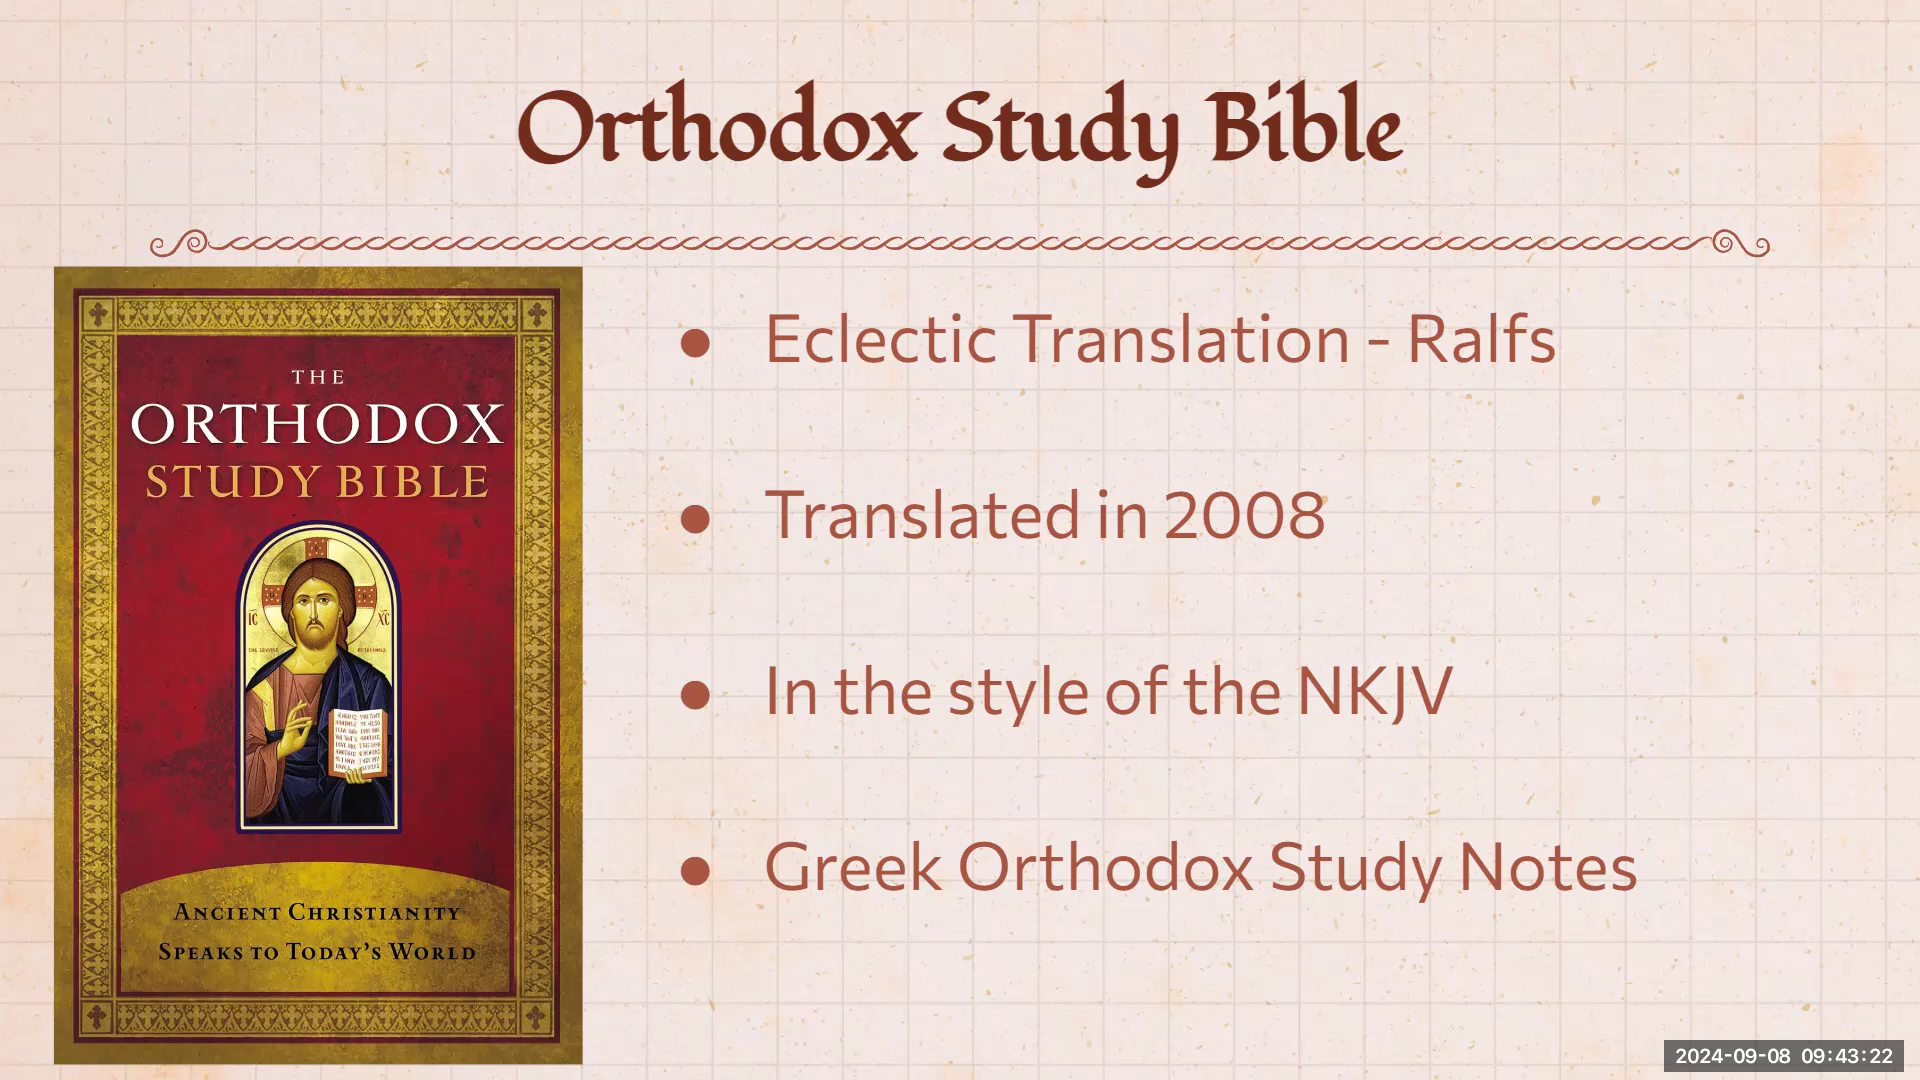 Orthodox Study Bible
THE
ORTHODOX
STUDY BIBLE
IC XC
ANCIENT CHRISTIANITY
SPEAKS TO TODAY'S WORLD
● Eclectic Translation - Ralfs
● Translated in 2008
● In the style of the NKJV
● Greek Orthodox Study Notes
2024-09-08 09:43:22